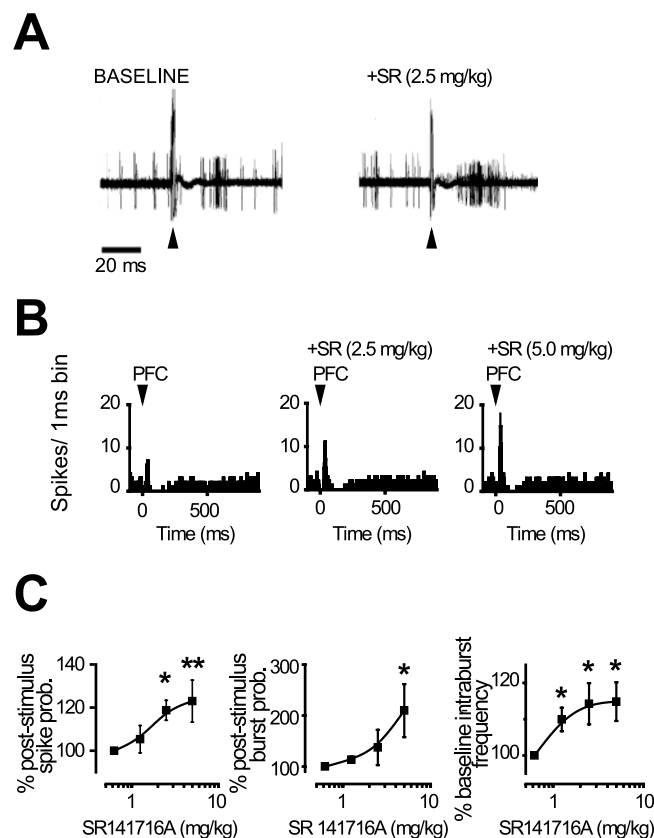 A
BASELINE
+SR (2.5 mg/kg)
20 ms
B
+SR (2.5 mg/kg)
+SR (5.0 mg/kg)
PFC
PFC
PFC
Spikes/ 1ms bin
20
10
0
20
10
0
20
10
0
0
500
0
500
0
500
Time (ms)
Time (ms)
Time (ms)
C
% post-stimulus
spike prob.
140
120
100
*
**
1
10
SR141716A (mg/kg)
% post-stimulus
burst prob.
300
200
100
*
1
10
SR141716A (mg/kg)
% baseline intraburst
frequency
120
100
*
*
*
1
10
SR141716A (mg/kg)